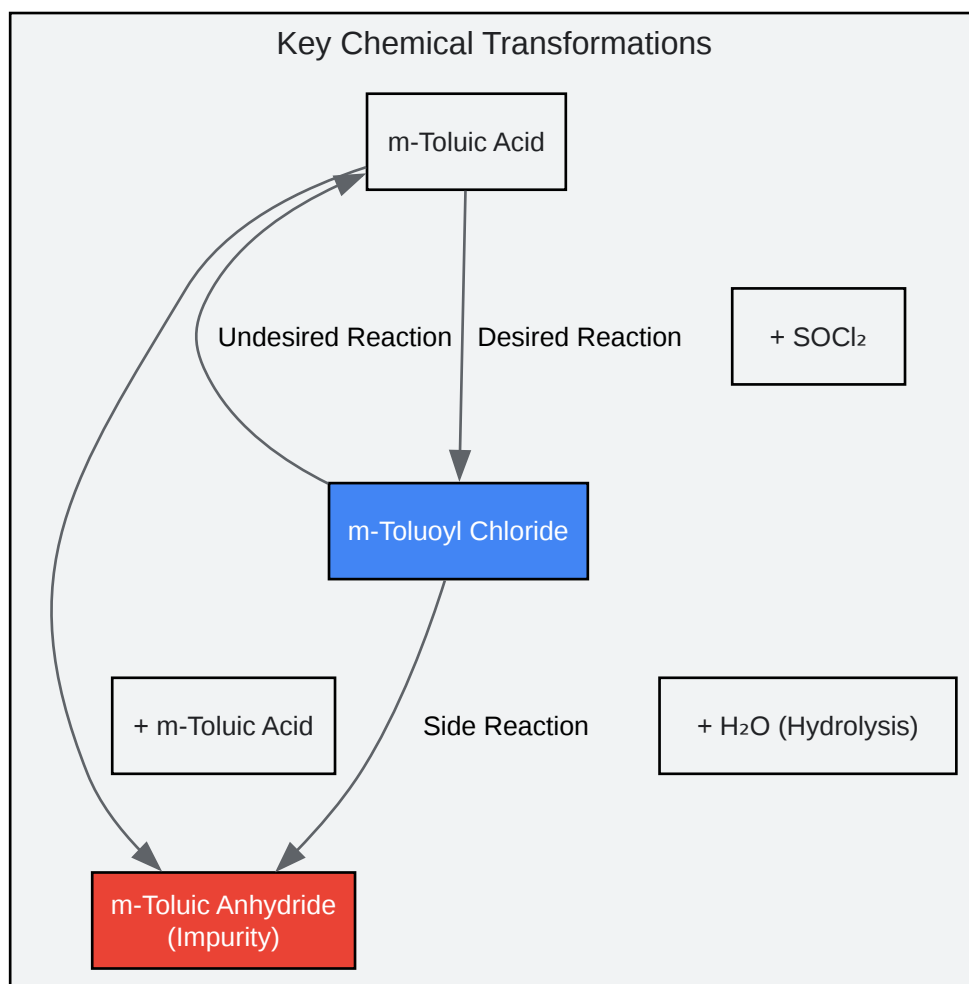 Key Chemical Transformations
m-Toluic Acid
Undesired Reaction
Desired Reaction
+ SOCl₂
m-Toluoyl Chloride
+ m-Toluic Acid
Side Reaction
+ H₂O (Hydrolysis)
m-Toluic Anhydride
(Impurity)